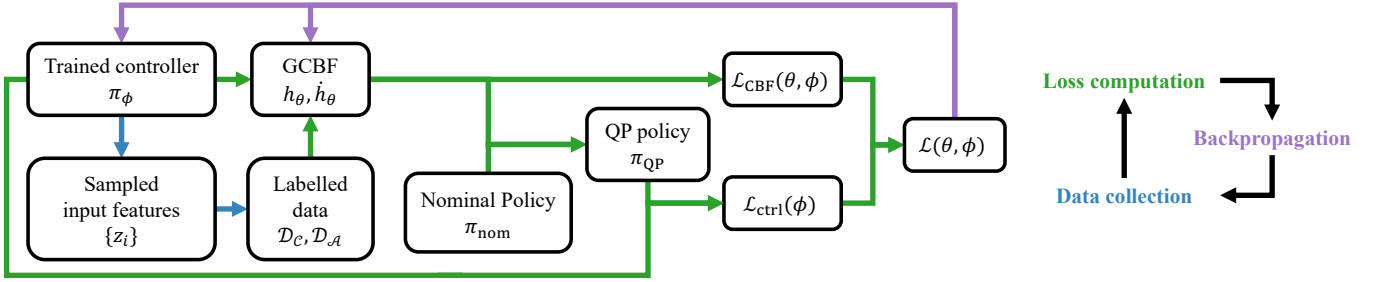 Trained controller
π_ϕ
GCBF
h_θ, ḣ_θ
Sampled
input features
{z_i}
Labelled
data
𝒟_𝒞, 𝒟_𝒜
Nominal Policy
π_nom
QP policy
π_QP
ℒ_CBF(θ, ϕ)
ℒ_ctrl(ϕ)
ℒ(θ, ϕ)
Loss computation
Backpropagation
Data collection